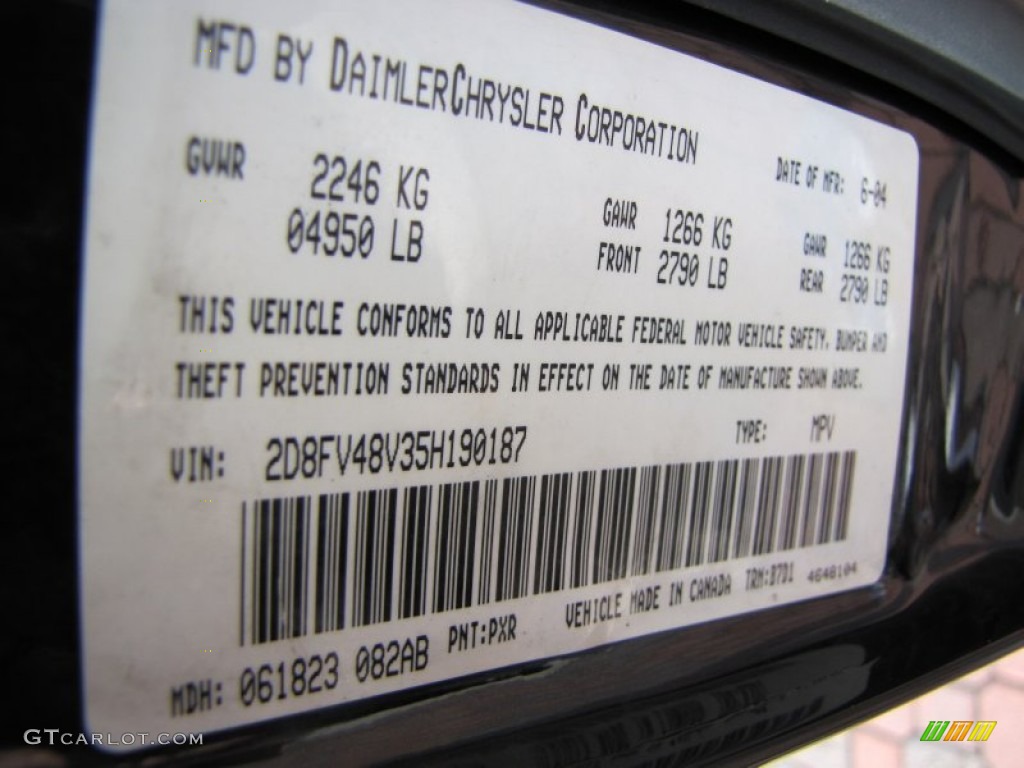 MFD BY DAIMLERCHRYSLER CORPORATION
DATE OF MFR: 6-04
GVWR 2246 KG
04950 LB
GAWR 1266 KG
FRONT 2790 LB
GAWR 1266 KG
REAR 2790 LB
THIS VEHICLE CONFORMS TO ALL APPLICABLE FEDERAL MOTOR VEHICLE SAFETY, BUMPER AND
THEFT PREVENTION STANDARDS IN EFFECT ON THE DATE OF MANUFACTURE SHOWN ABOVE.
VIN: 2D8FV48V35H190187 TYPE: MPV
MDH: 061823 082AB PNT:PXR VEHICLE MADE IN CANADA TRM:B7D1 4648104
GTCARLOT.COM